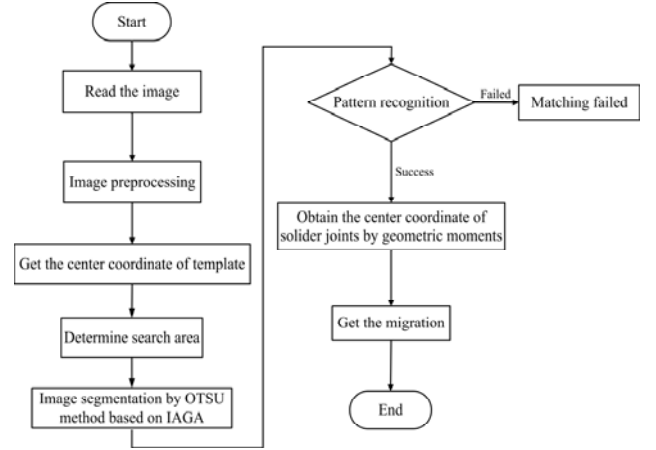 Start
Read the image
Image preprocessing
Get the center coordinate of template
Determine search area
Image segmentation by OTSU
method based on IAGA
Pattern recognition
Failed
Matching failed
Success
Obtain the center coordinate of
solider joints by geometric moments
Get the migration
End